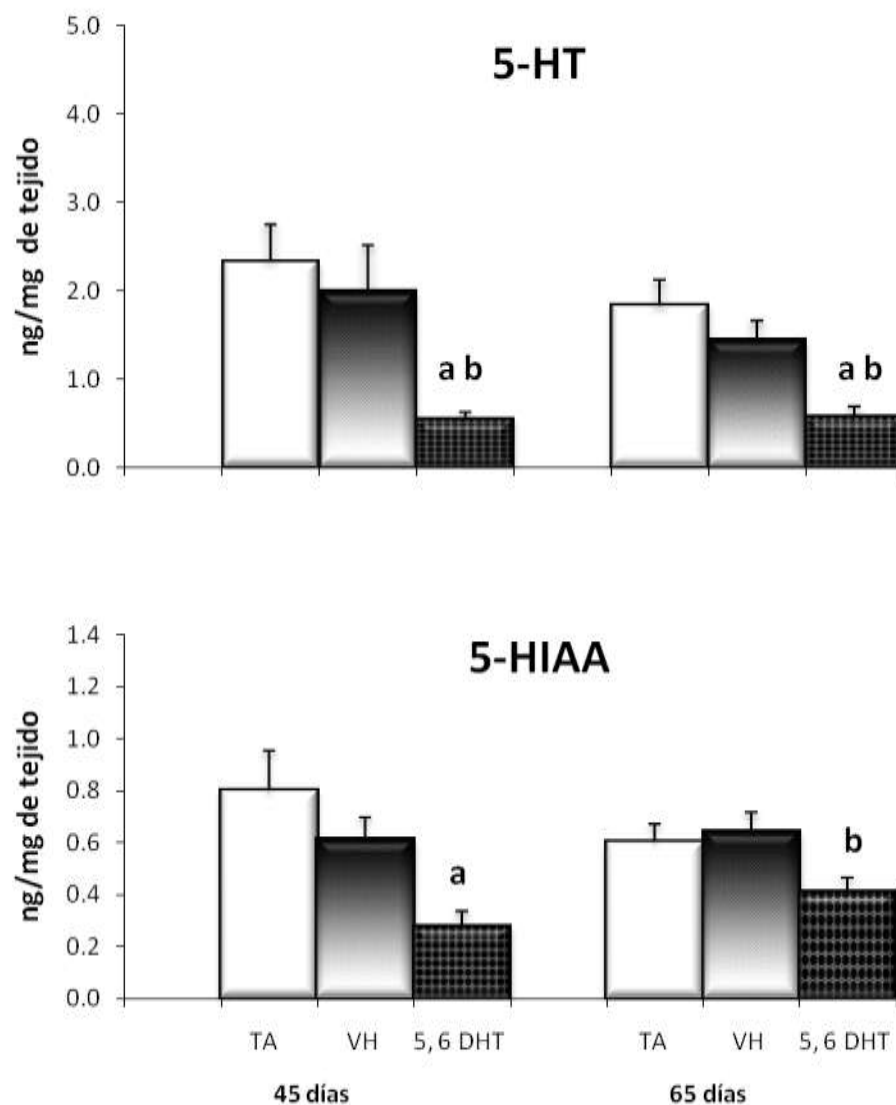 5-HT
ng/mg de tejido
5.0
4.0
3.0
2.0
1.0
0.0
a b
a b
5-HIAA
ng/mg de tejido
1.4
1.2
1.0
0.8
0.6
0.4
0.2
0.0
a
b
TA VH 5, 6 DHT TA VH 5, 6 DHT
45 días 65 días